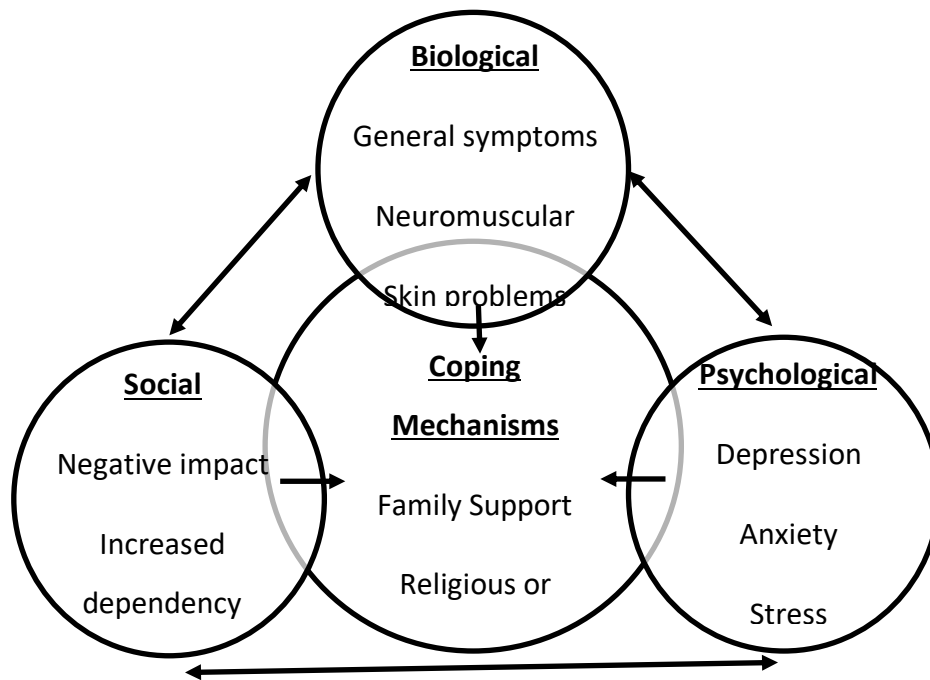 Biological
General symptoms
Neuromuscular
Skin problems
Coping
Mechanisms
Family Support
Religious or
Social
Negative impact
Increased
dependency
Psychological
Depression
Anxiety
Stress